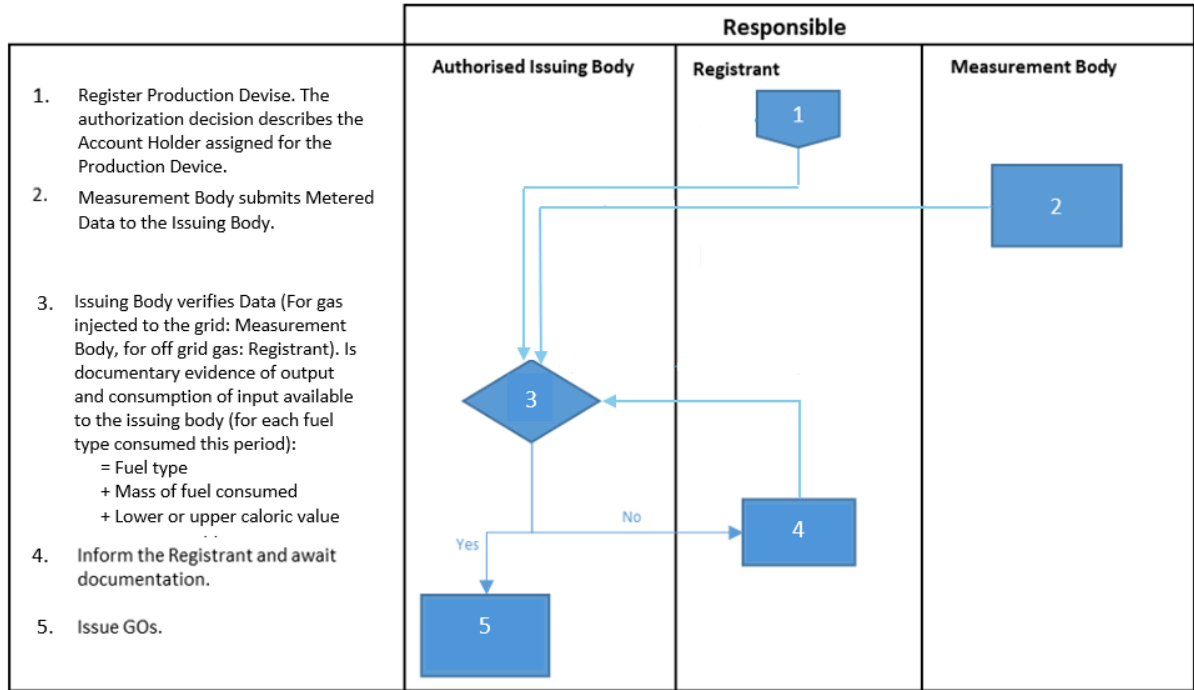 Responsible
Authorised Issuing Body
Registrant
Measurement Body
1. Register Production Devise. The
authorization decision describes the
Account Holder assigned for the
Production Device.
2. Measurement Body submits Metered
Data to the Issuing Body.
3. Issuing Body verifies Data (For gas
injected to the grid: Measurement
Body, for off grid gas: Registrant). Is
documentary evidence of output
and consumption of input available
to the issuing body (for each fuel
type consumed this period):
= Fuel type
+ Mass of fuel consumed
+ Lower or upper caloric value
4. Inform the Registrant and await
documentation.
5. Issue GOs.
1
2
3
No
4
Yes
5